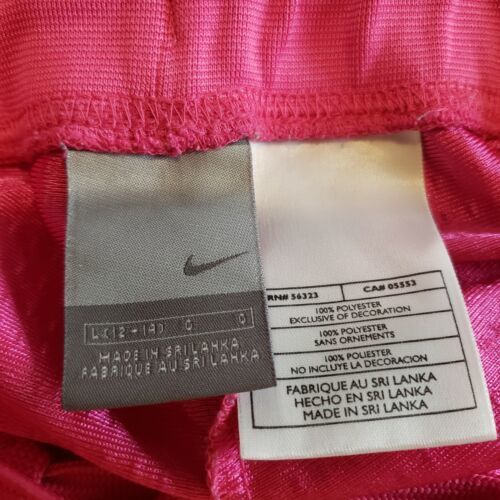 L(12-14) G G
MADE IN SRI LANKA
FABRIQUE AU SRI LANKA
RN# 56323 CA# 05553
100% POLYESTER
EXCLUSIVE OF DECORATION
100% POLYESTER
SANS ORNEMENTS
100% POLIESTER
NO INCLUYE LA DECORACION
FABRIQUE AU SRI LANKA
HECHO EN SRI LANKA
MADE IN SRI LANKA